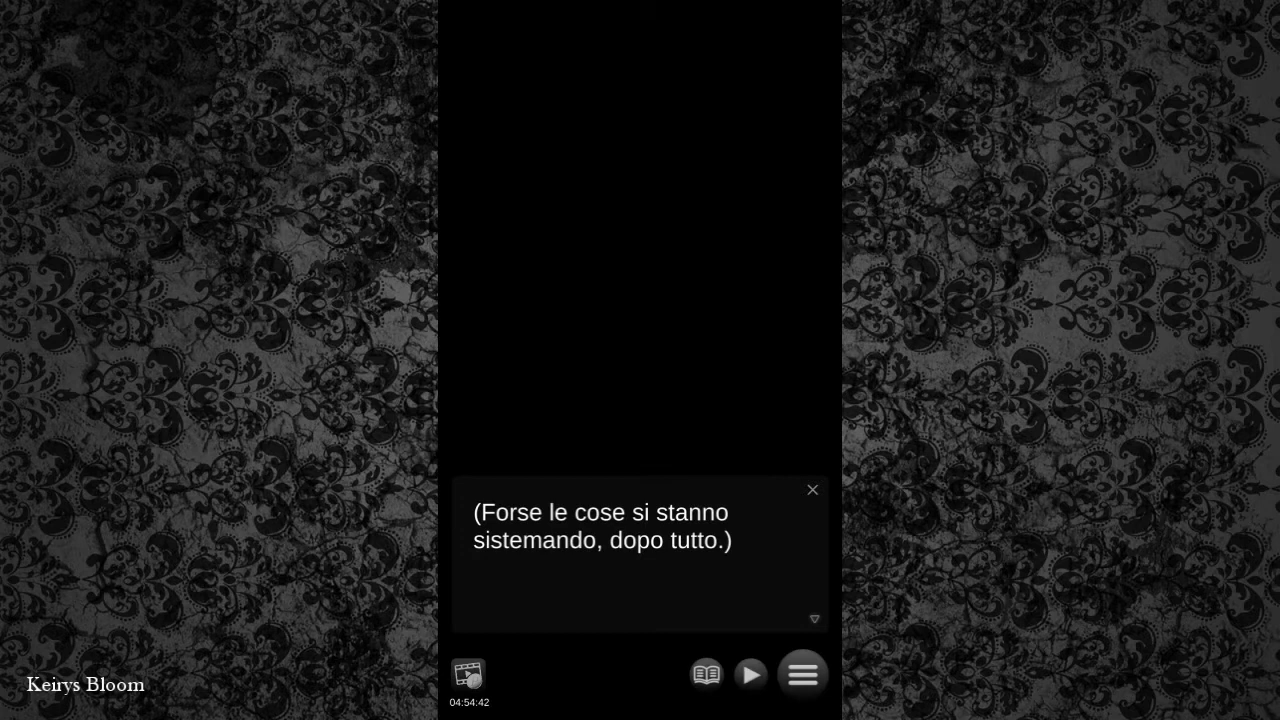 (Forse le cose si stanno
sistemando, dopo tutto.)
Keirys Bloom
04:54:42